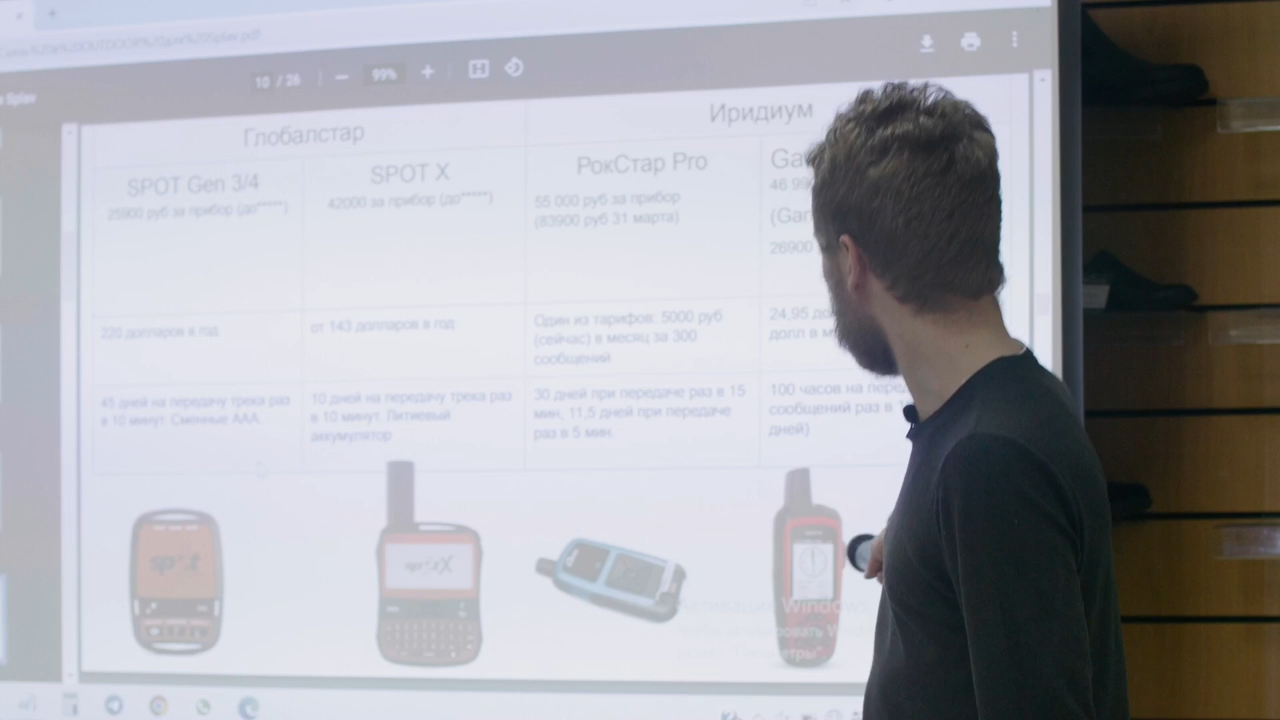 10 / 26
99%
Глобалстар
Иридиум
SPOT Gen 3/4
25900 руб за прибор (до*****)
SPOT X
42000 за прибор (до*****)
РокСтар Pro
55 000 руб за прибор
(83900 руб 31 марта)
46 990
26900
220 долларов в год
от 143 долларов в год
Один из тарифов: 5000 руб
(сейчас) в месяц за 300
сообщений
24,95
долл в
45 дней на передачу трека раз
в 10 минут. Сменные ААА,
10 дней на передачу трека раз
в 10 минут. Литиевый
аккумулятор
30 дней при передаче раз в 15
мин, 11,5 дней при передаче
раз в 5 мин.
100 часов на
сообщений раз в
дней)
spot
spot X
Windows